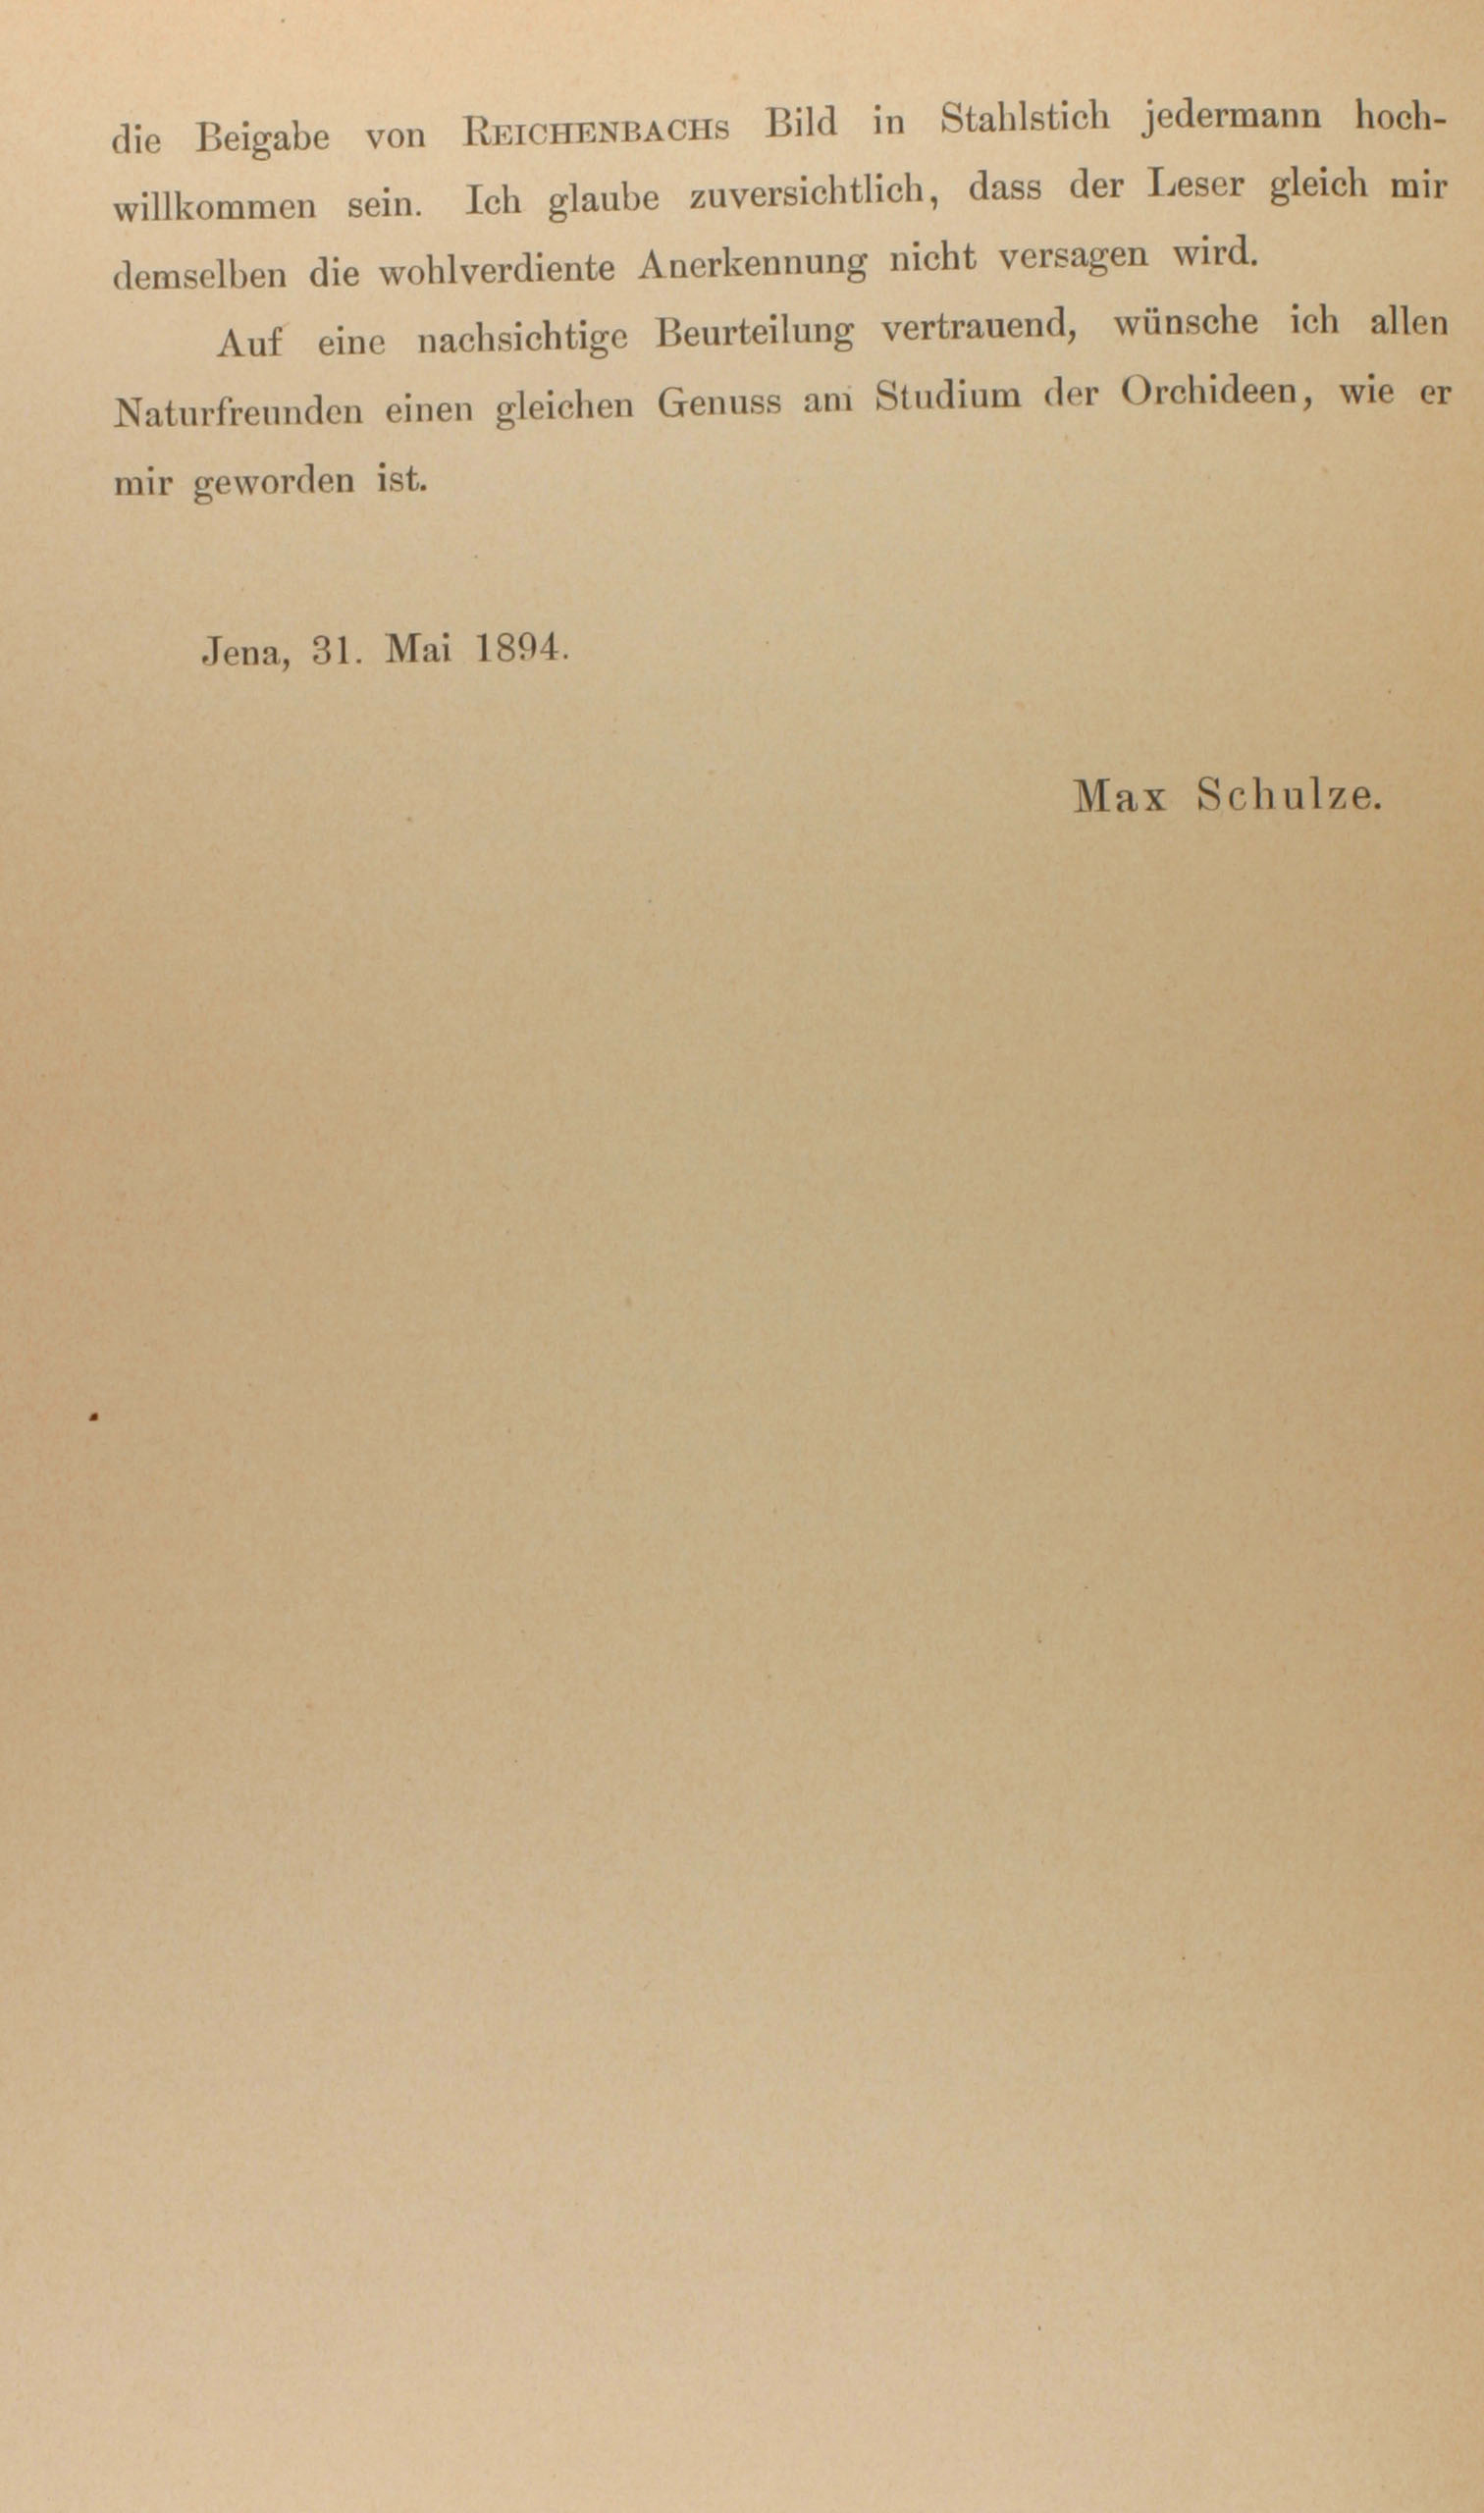 die Beigabe von REICHENBACHS Bild in Stahlstich jedermann hoch-
willkommen sein. Ich glaube zuversichtlich, dass der Leser gleich mir
demselben die wohlverdiente Anerkennung nicht versagen wird.
Auf eine nachsichtige Beurteilung vertrauend, wünsche ich allen
Naturfreunden einen gleichen Genuss am Studium der Orchideen, wie er
mir geworden ist.
Jena, 31. Mai 1894.
Max Schulze.